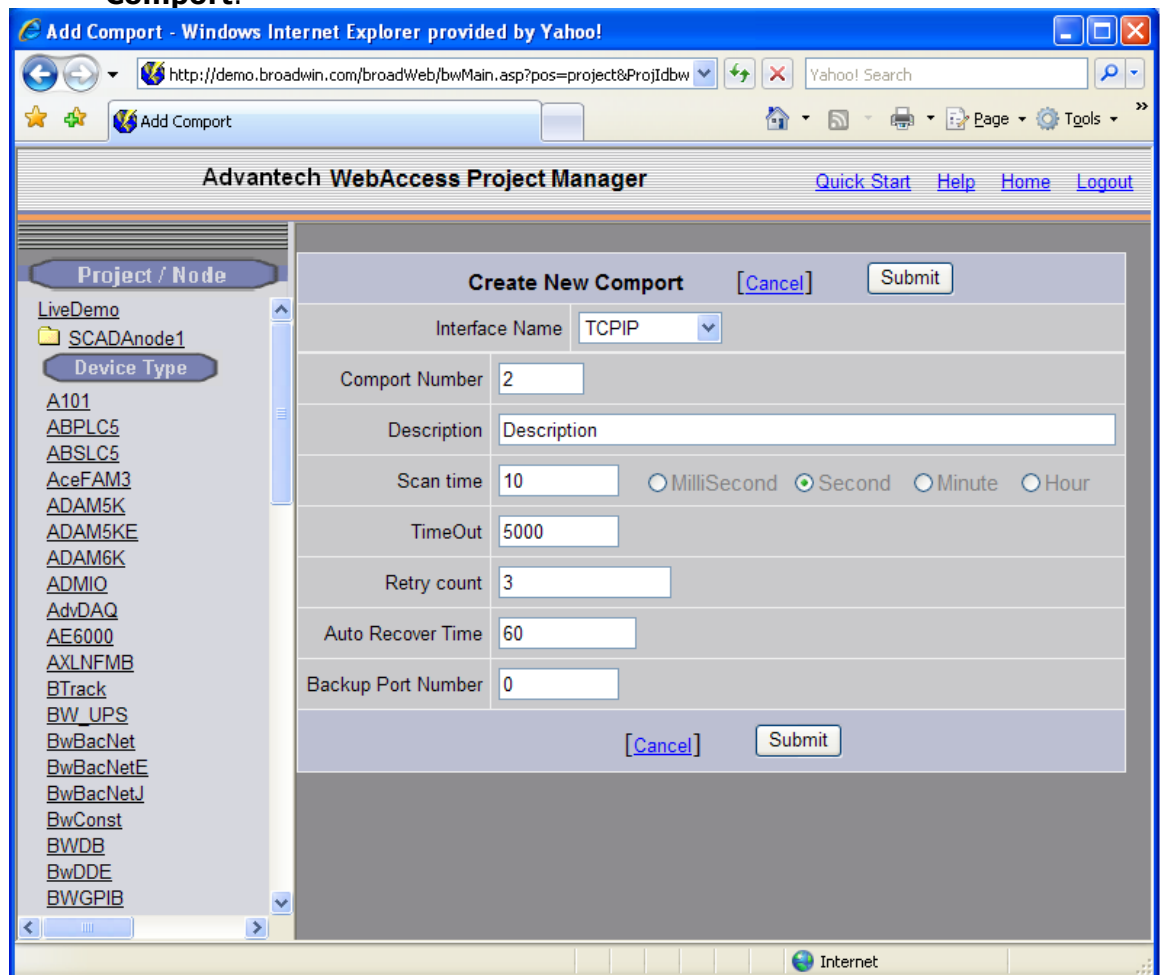 Comport.
Add Comport - Windows Internet Explorer provided by Yahoo!
http://demo.broadwin.com/broadWeb/bwMain.asp?pos=project&ProjIdbw
Yahoo! Search
Add Comport
Page Tools »
Advantech WebAccess Project Manager
Quick Start Help Home Logout
Project / Node
LiveDemo
SCADAnode1
Device Type
A101
ABPLC5
ABSLC5
AceFAM3
ADAM5K
ADAM5KE
ADAM6K
ADMIO
AdvDAQ
AE6000
AXLNFMB
BTrack
BW_UPS
BwBacNet
BwBacNetE
BwBacNetJ
BwConst
BWDB
BwDDE
BWGPIB
Create New Comport [Cancel] Submit
Interface Name TCPIP
Comport Number 2
Description Description
Scan time 10 MilliSecond Second Minute Hour
TimeOut 5000
Retry count 3
Auto Recover Time 60
Backup Port Number 0
[Cancel] Submit
Internet